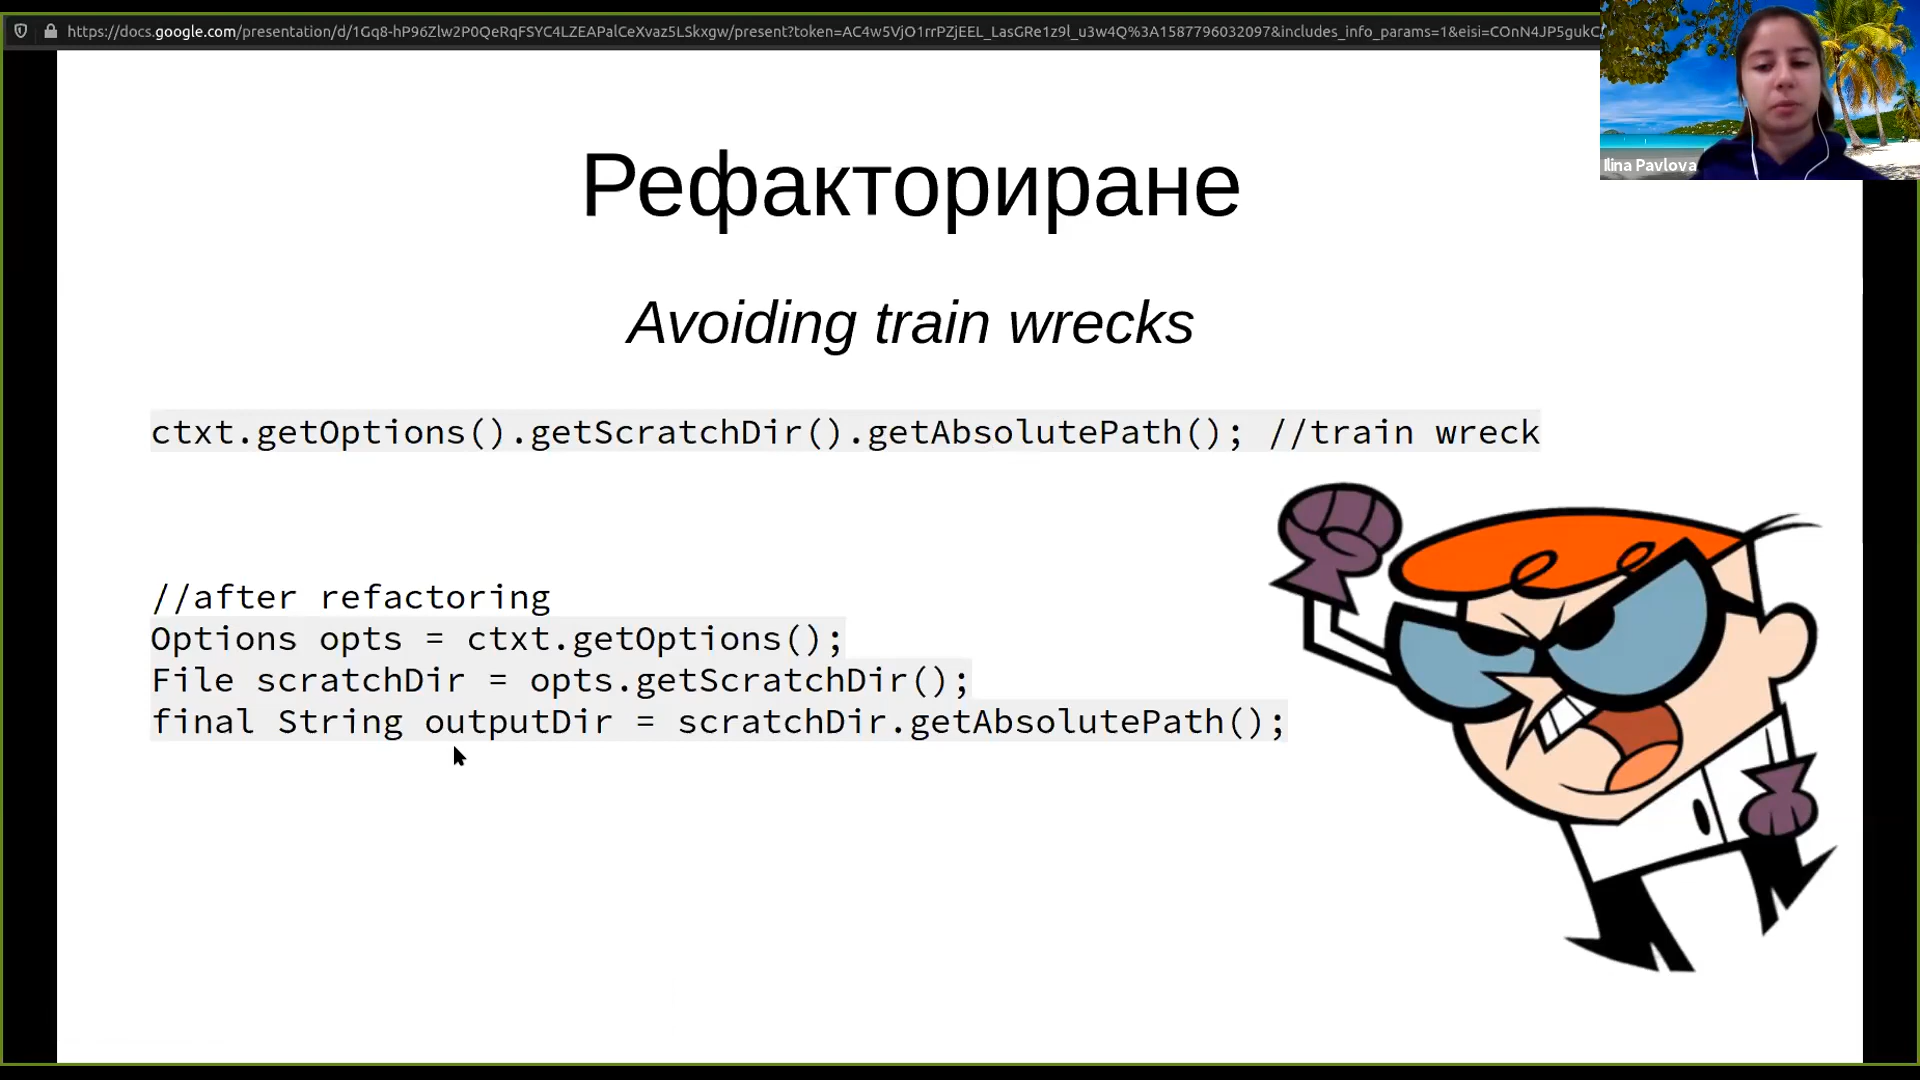 https://docs.google.com/presentation/d/1Gq8-hP96Zlw2P0QeRqFSYC4LZEAPalCeXvaz5LSkxgw/present?token=AC4w5VjO1rrPZjEEL_LasGRe1z9l_u3w4Q%3A1587796032097&includes_info_params=1&eisi=COnN4JP5gukC
Ilina Pavlova
Рефакториране
Avoiding train wrecks
ctxt.getOptions().getScratchDir().getAbsolutePath(); //train wreck
//after refactoring
Options opts = ctxt.getOptions();
File scratchDir = opts.getScratchDir();
final String outputDir = scratchDir.getAbsolutePath();